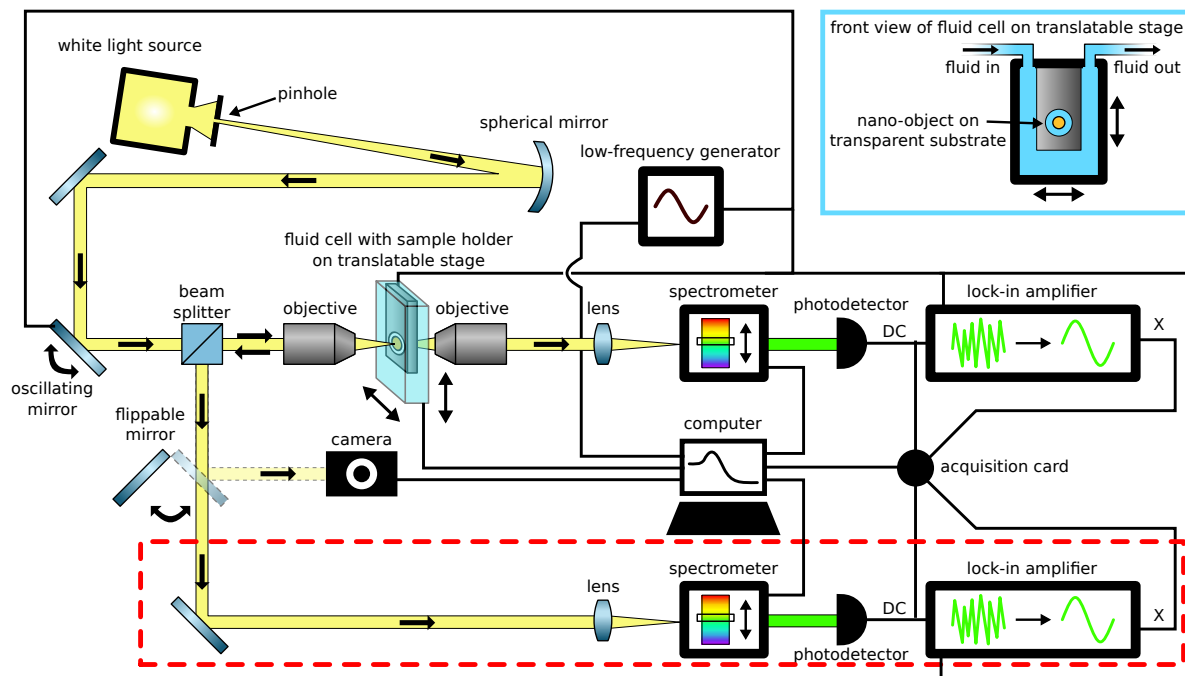 white light source
pinhole
spherical mirror
low-frequency generator
front view of fluid cell on translatable stage
fluid in
fluid out
nano-object on
transparent substrate
fluid cell with sample holder
on translatable stage
beam
splitter
objective
objective
lens
spectrometer
photodetector
DC
lock-in amplifier
X
oscillating
mirror
flippable
mirror
camera
computer
acquisition card
lens
spectrometer
photodetector
DC
lock-in amplifier
X